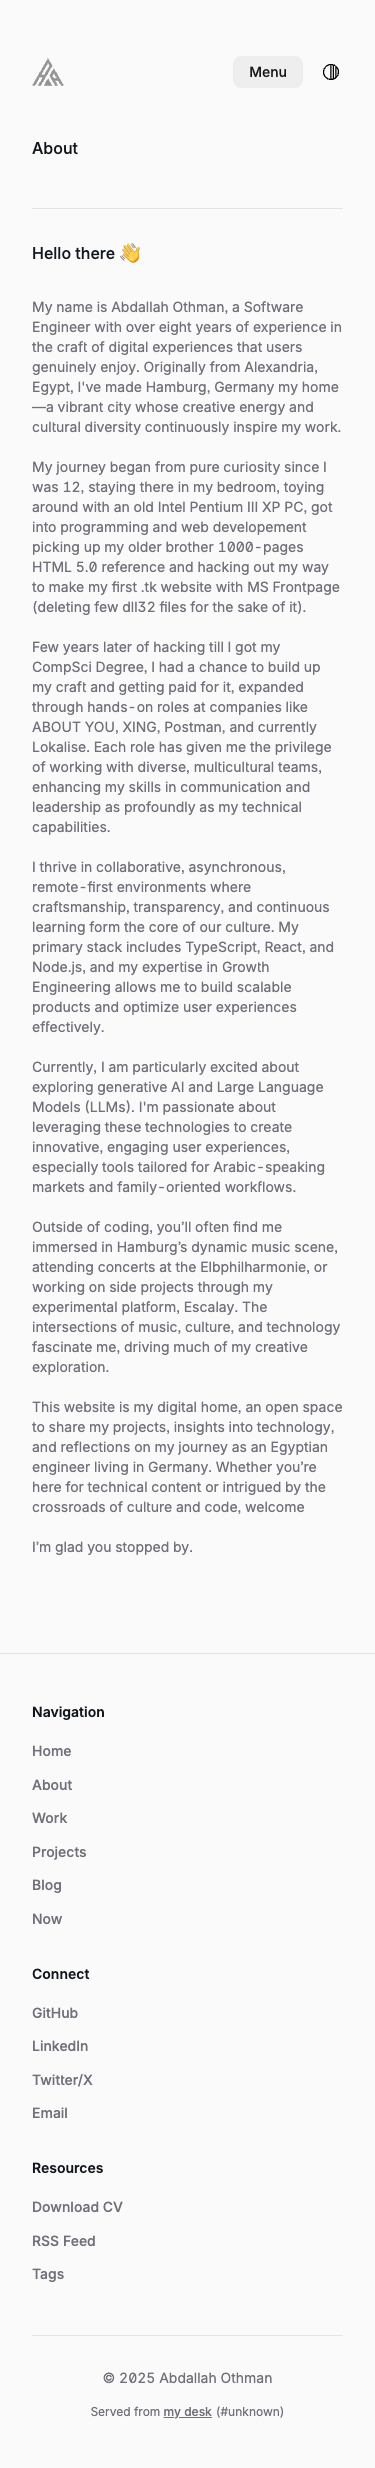 Menu
About
Hello there 👋
My name is Abdallah Othman, a Software
Engineer with over eight years of experience in
the craft of digital experiences that users
genuinely enjoy. Originally from Alexandria,
Egypt, I've made Hamburg, Germany my home
—a vibrant city whose creative energy and
cultural diversity continuously inspire my work.
My journey began from pure curiosity since I
was 12, staying there in my bedroom, toying
around with an old Intel Pentium III XP PC, got
into programming and web developement
picking up my older brother 1000-pages
HTML 5.0 reference and hacking out my way
to make my first .tk website with MS Frontpage
(deleting few dll32 files for the sake of it).
Few years later of hacking till I got my
CompSci Degree, I had a chance to build up
my craft and getting paid for it, expanded
through hands-on roles at companies like
ABOUT YOU, XING, Postman, and currently
Lokalise. Each role has given me the privilege
of working with diverse, multicultural teams,
enhancing my skills in communication and
leadership as profoundly as my technical
capabilities.
I thrive in collaborative, asynchronous,
remote-first environments where
craftsmanship, transparency, and continuous
learning form the core of our culture. My
primary stack includes TypeScript, React, and
Node.js, and my expertise in Growth
Engineering allows me to build scalable
products and optimize user experiences
effectively.
Currently, I am particularly excited about
exploring generative AI and Large Language
Models (LLMs). I'm passionate about
leveraging these technologies to create
innovative, engaging user experiences,
especially tools tailored for Arabic-speaking
markets and family-oriented workflows.
Outside of coding, you’ll often find me
immersed in Hamburg’s dynamic music scene,
attending concerts at the Elbphilharmonie, or
working on side projects through my
experimental platform, Escalay. The
intersections of music, culture, and technology
fascinate me, driving much of my creative
exploration.
This website is my digital home, an open space
to share my projects, insights into technology,
and reflections on my journey as an Egyptian
engineer living in Germany. Whether you’re
here for technical content or intrigued by the
crossroads of culture and code, welcome
I’m glad you stopped by.
Navigation
Home
About
Work
Projects
Blog
Now
Connect
GitHub
LinkedIn
Twitter/X
Email
Resources
Download CV
RSS Feed
Tags
© 2025 Abdallah Othman
Served from my desk (#unknown)